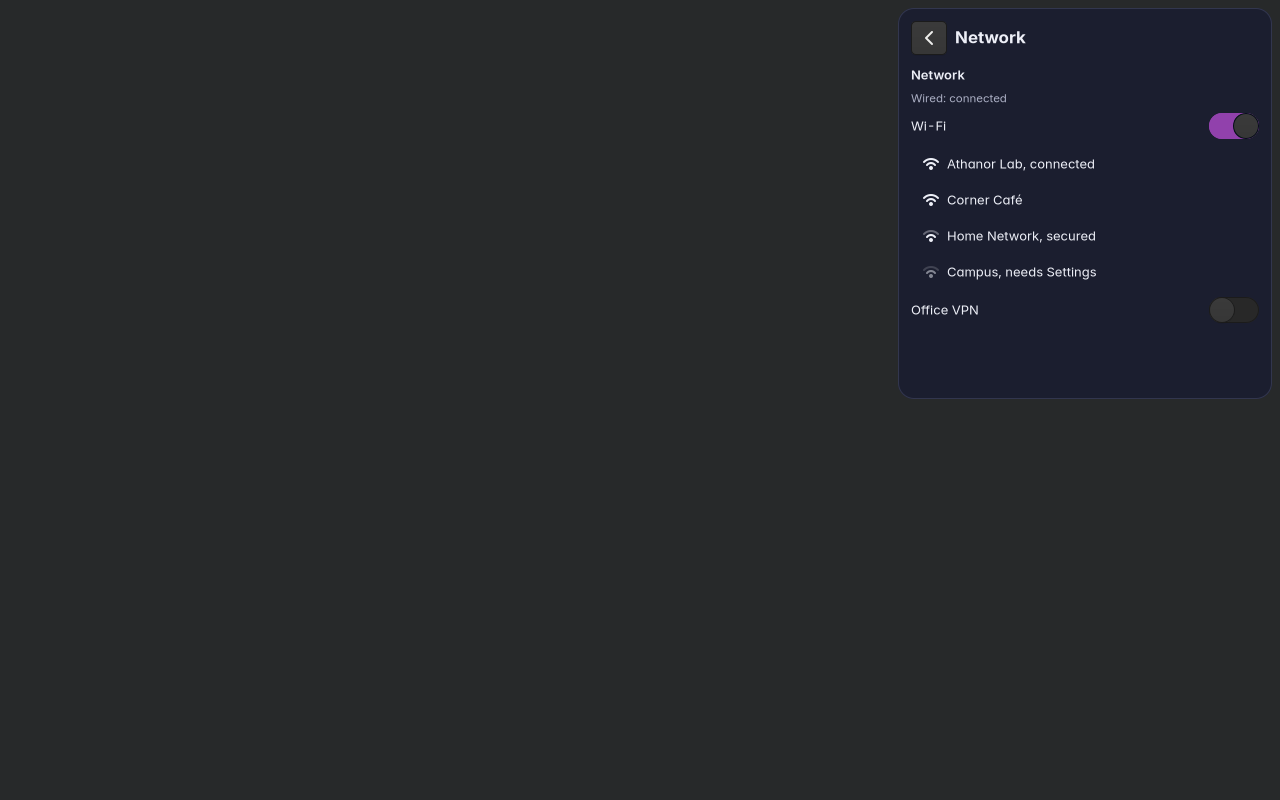 Network
Network
Wired: connected
Wi-Fi
Athanor Lab, connected
Corner Café
Home Network, secured
Campus, needs Settings
Office VPN